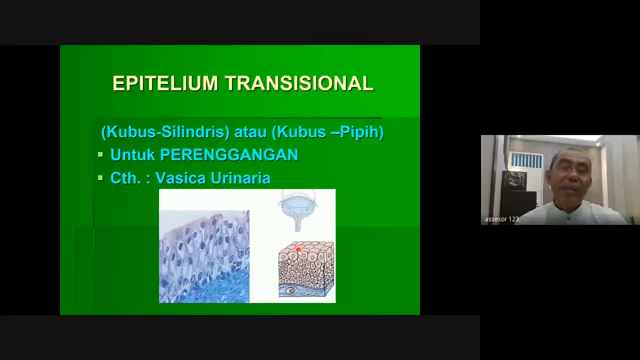 EPITELIUM TRANSISIONAL
(Kubus-Silindris) atau (Kubus –Pipih)
Untuk PERENGGANGAN
Cth. : Vasica Urinaria
assesor 123